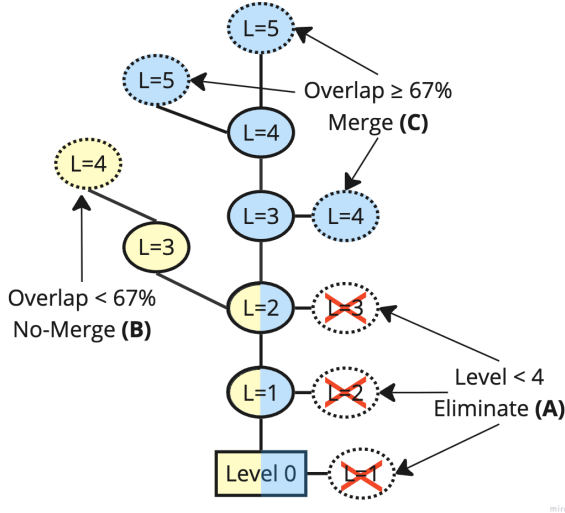 L=5
L=5
Overlap ≥ 67%
Merge (C)
L=4
L=4
L=3
L=4
L=3
Overlap < 67%
No-Merge (B)
L=2
L=3
Level < 4
Eliminate (A)
L=1
L=2
Level 0
L=1
min